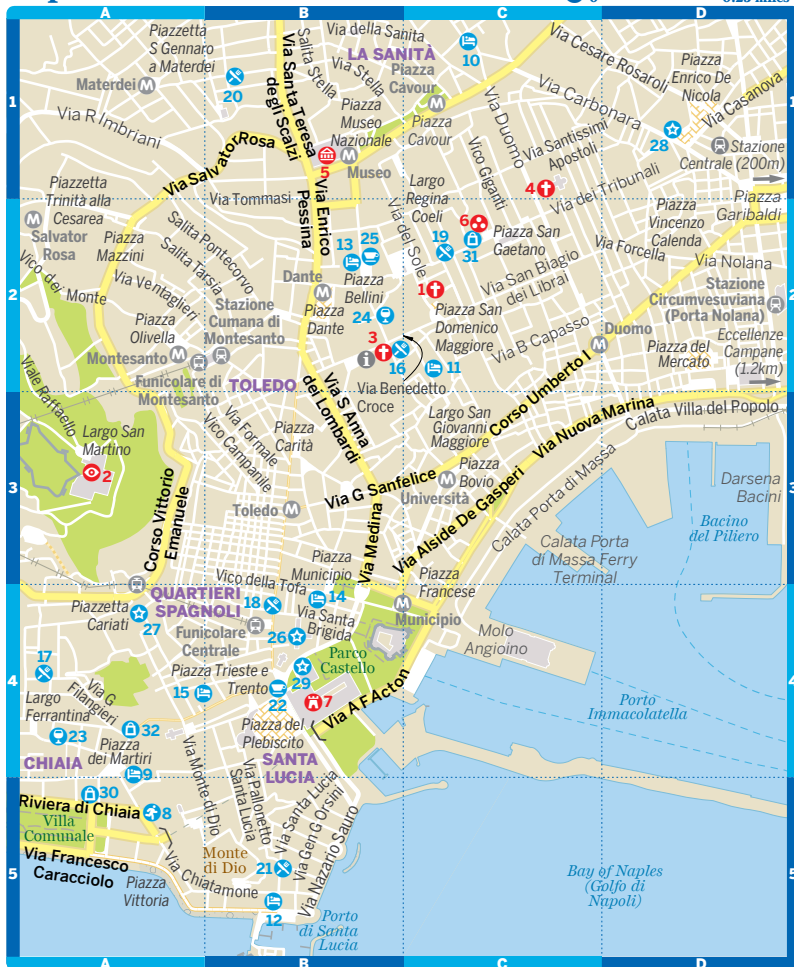 0
0.25 miles
A
B
C
D
Piazzetta
S Gennaro
a Materdei
Via Santa Teresa
degli Scalzi
Salita Stella
Via della Sanita
Via Stella
LA SANITÀ
10
Via Cesare Rosaroli
Piazza
Enrico De
Nicola
Via Casanova
Materdei
M
20
Piazza
Cavour
M
Piazza
Cavour
Via Carbonara
1
1
Via R Imbriani
Piazza
Museo
Nazionale
Via Duomo
Via Santissimi
Apostoli
28
Stazione
Centrale (200m)
Via Salvator Rosa
5
M
Museo
Vico Giganti
4
Via dei Tribunali
Piazzetta
Trinità alla
Cesarea
Via Tommasi
Via Enrico
Pessina
Largo
Regina
Coeli
6
Piazza
Garibaldi
M
Salvator
Rosa
Piazza
Mazzini
Salita Pontecorvo
Salita Tarsia
13
25
Via del Sole
19
31
Piazza San
Gaetano
Piazza
Vincenzo
Calenda
Via Forcella
Via Nolana
Vico dei Monte
Via Ventaglieri
Dante
M
Piazza
Bellini
1
Via San Biagio
dei Librai
Stazione
Circumvesuviana
(Porta Nolana)
2
2
Piazza
Olivella
Stazione
Cumana di
Montesanto
Piazza
Dante
24
Piazza San
Domenico
Maggiore
Via B Capasso
Duomo
M
Eccellenze
Campane
(1.2km)
Montesanto
M
3
i
16
11
Piazza del
Mercato
Funicolare di
Montesanto
TOLEDO
Via Benedetto
Croce
Corso Umberto I
Viale Raffaello
Via S Anna
dei Lombardi
Via Formale
Vico Campanile
Piazza
Carità
Largo San
Giovanni
Maggiore
Via Nuova Marina
Calata Villa del Popolo
Largo San
Martino
2
Via G Sanfelice
Piazza
Bovio
M
Università
Via Alside De Gasperi
Calata Porta di Massa
Darsena
Bacini
3
3
Corso Vittorio
Emanuele
Toledo
M
Via Medina
Bacino
del Piliero
Calata Porta
di Massa Ferry
Terminal
Piazza
Municipio
Piazza
Francese
QUARTIERI
SPAGNOLI
Vico della Tofa
18
14
Via Santa
Brigida
M
Municipio
Piazzetta
Cariati
27
Funicolare
Centrale
26
Molo
Angioino
17
Parco
Castello
Piazza Trieste e
Trento
29
4
4
Largo
Ferrantina
Via G
Filangieri
15
22
7
Via A F Acton
Porto
Immacolatella
23
32
Piazza
dei Martiri
Piazza del
Plebiscito
CHIAIA
9
SANTA
LUCIA
Via Monte di Dio
Via Pallonetto
Santa Lucia
Via Santa Lucia
Via Gen G Orsini
Via Nazario Sauro
30
Riviera di Chiaia
8
Villa
Comunale
Monte
di Dio
21
Via Francesco
Caracciolo
Piazza
Vittoria
Via Chiatamone
12
Porto
di Santa
Lucia
Bay of Naples
(Golfo di
Napoli)
5
5
A
B
C
D